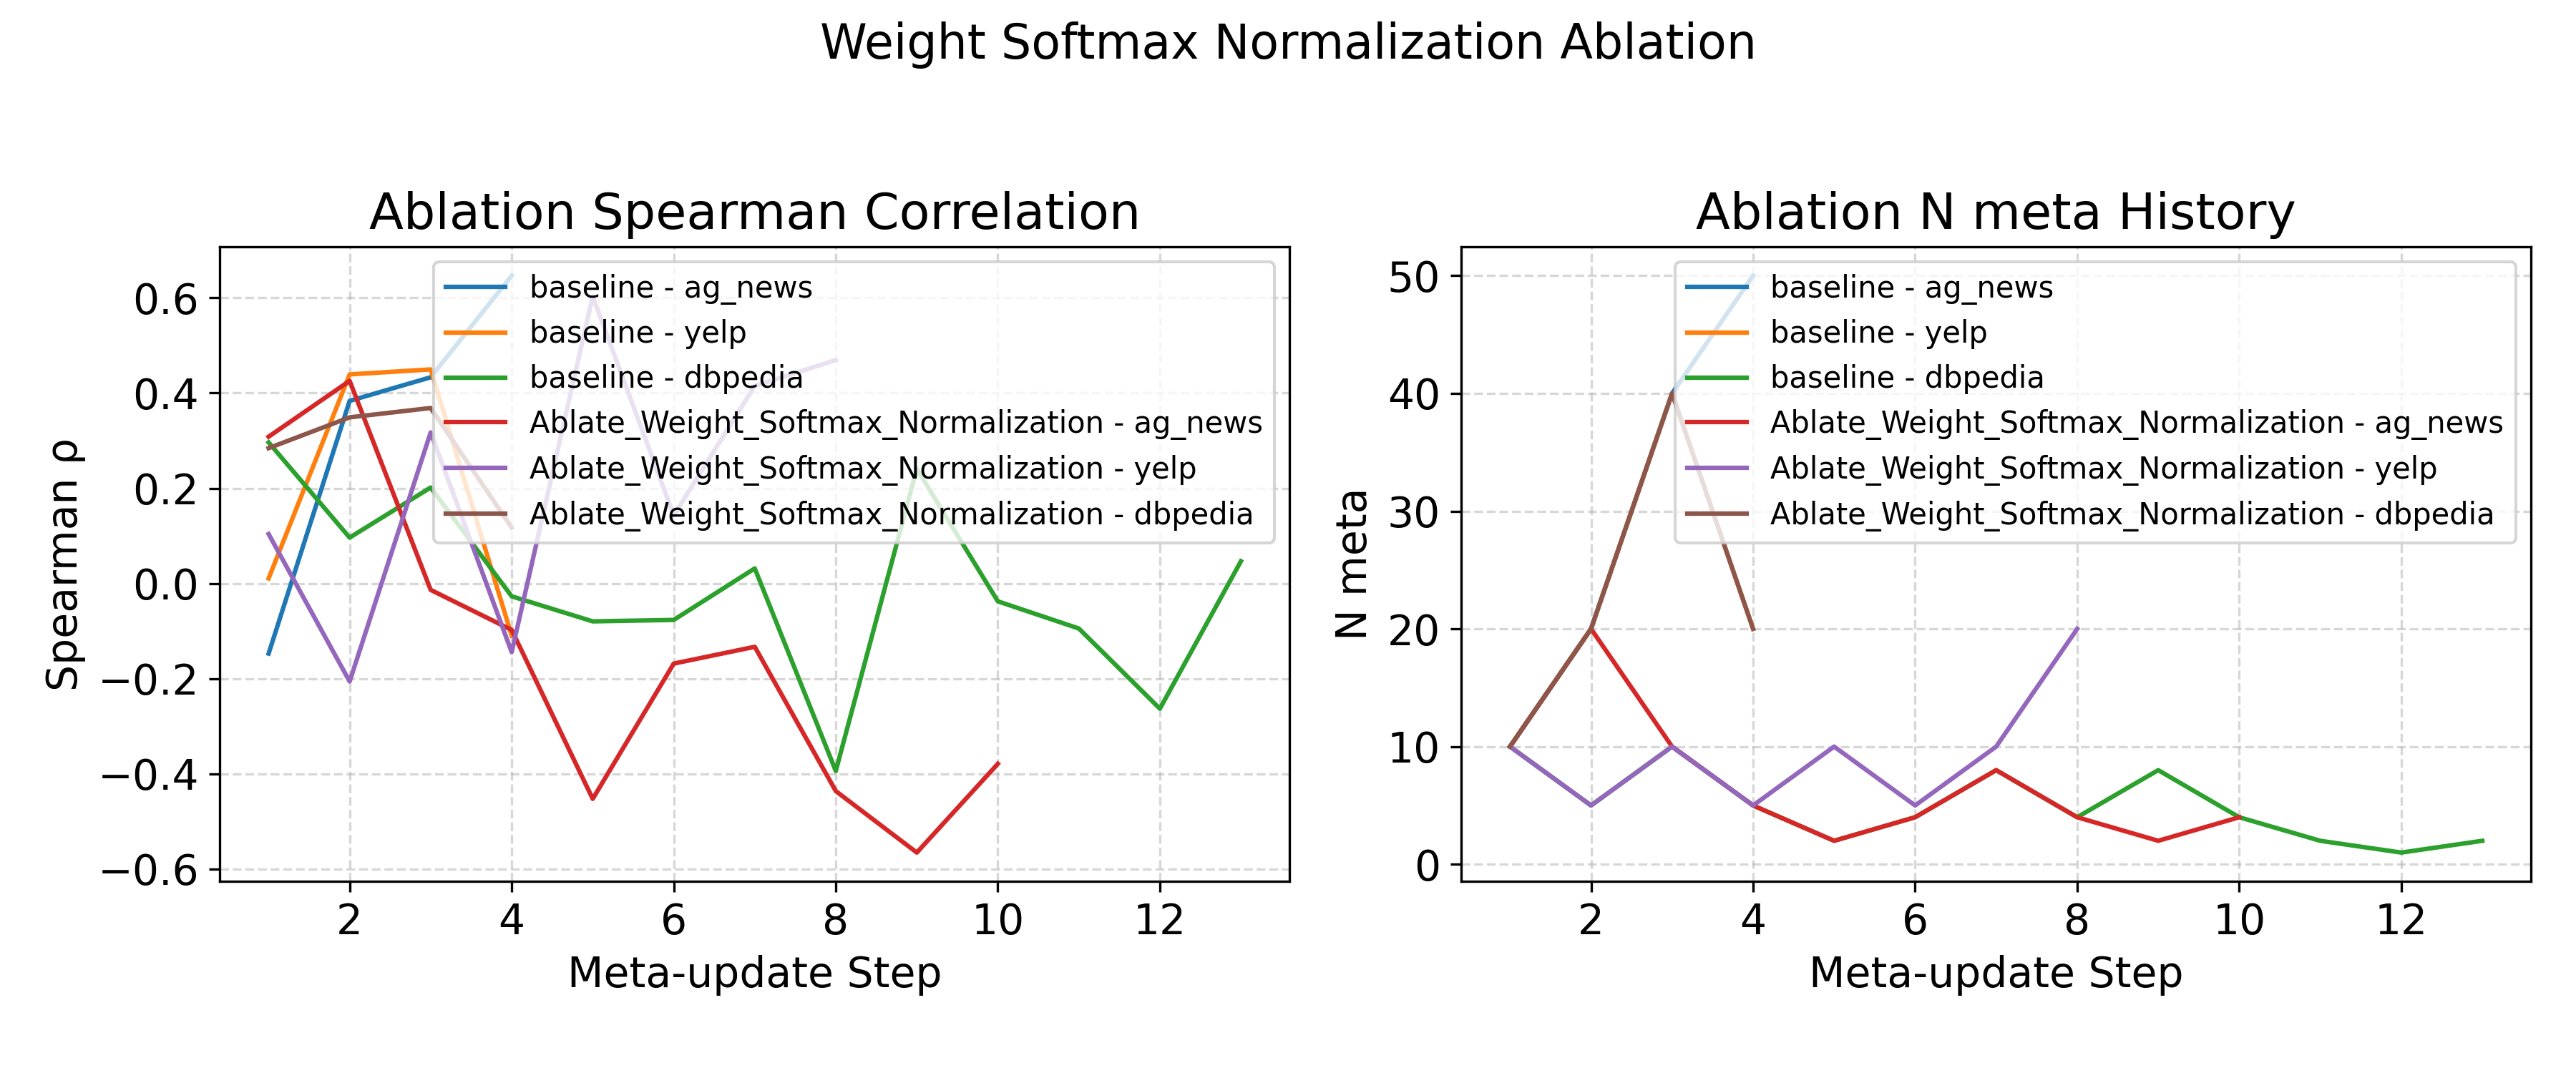 Weight Softmax Normalization Ablation
Ablation Spearman Correlation
Spearman ρ
0.6
0.4
0.2
0.0
−0.2
−0.4
−0.6
baseline - ag_news
baseline - yelp
baseline - dbpedia
Ablate_Weight_Softmax_Normalization - ag_news
Ablate_Weight_Softmax_Normalization - yelp
Ablate_Weight_Softmax_Normalization - dbpedia
2 4 6 8 10 12
Meta-update Step
Ablation N meta History
N meta
50
40
30
20
10
0
baseline - ag_news
baseline - yelp
baseline - dbpedia
Ablate_Weight_Softmax_Normalization - ag_news
Ablate_Weight_Softmax_Normalization - yelp
Ablate_Weight_Softmax_Normalization - dbpedia
2 4 6 8 10 12
Meta-update Step